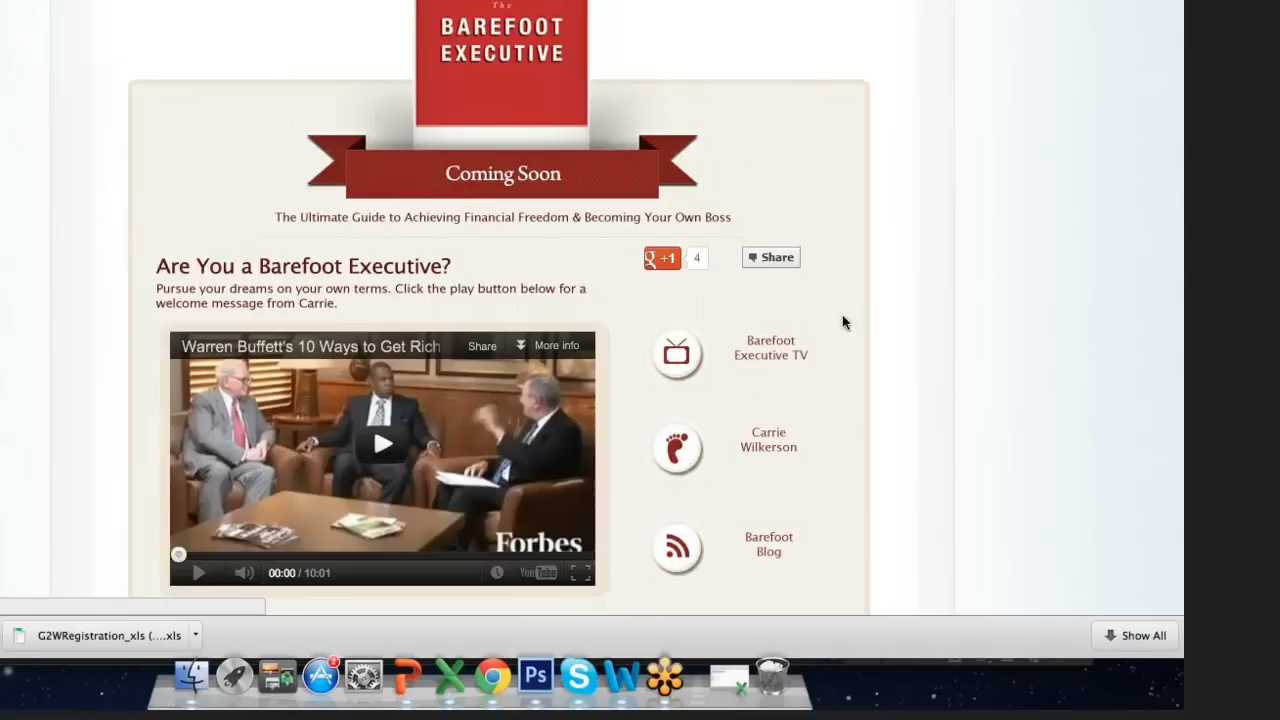 The
BAREFOOT
EXECUTIVE
Coming Soon
The Ultimate Guide to Achieving Financial Freedom & Becoming Your Own Boss
Are You a Barefoot Executive?
g +1 4 Share
Pursue your dreams on your own terms. Click the play button below for a
welcome message from Carrie.
Warren Buffett's 10 Ways to Get Rich Share More info
Barefoot
Executive TV
Carrie
Wilkerson
Forbes
Barefoot
Blog
00:00 / 10:01 YouTube
G2WRegistration_xls (....xls
Show All
2
P X Ps S W
X